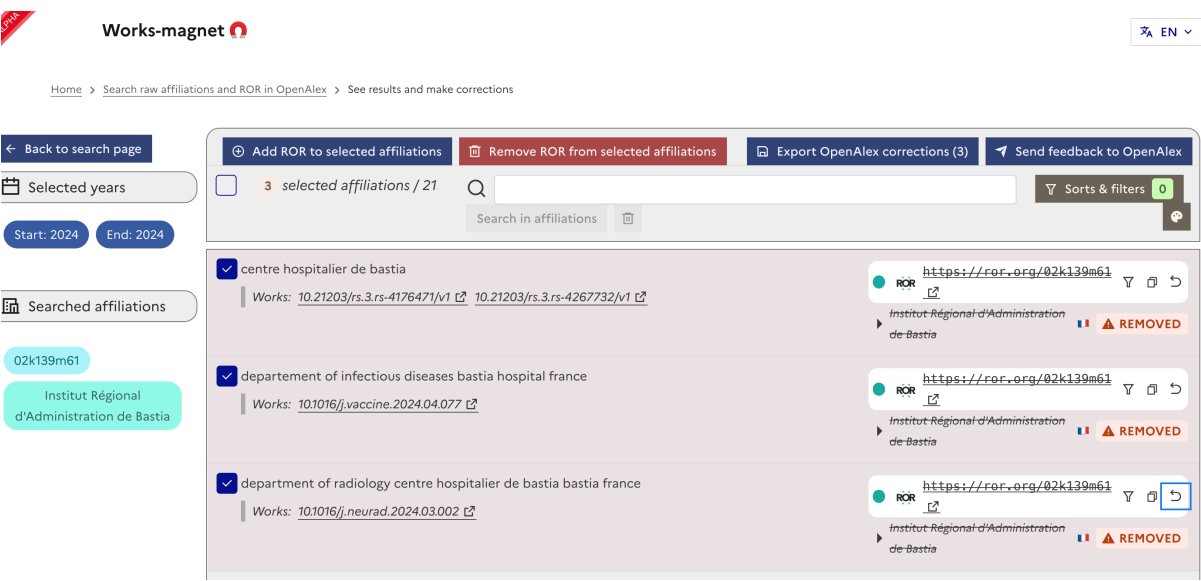 Works-magnet
EN
Home > Search raw affiliations and ROR in OpenAlex > See results and make corrections
Back to search page
Selected years
Start: 2024 End: 2024
Searched affiliations
02k139m61
Institut Régional
d'Administration de Bastia
Add ROR to selected affiliations Remove ROR from selected affiliations Export OpenAlex corrections (3) Send feedback to OpenAlex
3 selected affiliations / 21
Sorts & filters 0
Search in affiliations
centre hospitalier de bastia
Works: 10.21203/rs.3.rs-4176471/v1 10.21203/rs.3.rs-4267732/v1
ROR https://ror.org/02k139m61
Institut Régional d'Administration
de Bastia
REMOVED
departement of infectious diseases bastia hospital france
Works: 10.1016/j.vaccine.2024.04.077
ROR https://ror.org/02k139m61
Institut Régional d'Administration
de Bastia
REMOVED
department of radiology centre hospitalier de bastia bastia france
Works: 10.1016/j.neurad.2024.03.002
ROR https://ror.org/02k139m61
Institut Régional d'Administration
de Bastia
REMOVED